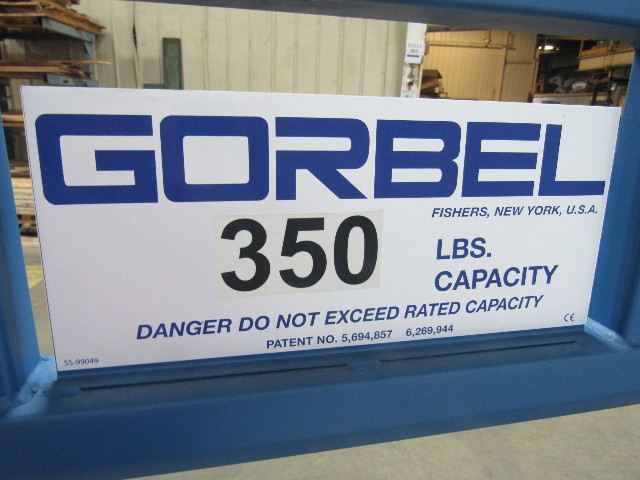 GORBEL
FISHERS, NEW YORK, U.S.A.
350 LBS.
CAPACITY
DANGER DO NOT EXCEED RATED CAPACITY
PATENT NO. 5,694,857 6,269,944
SS-99049
CE